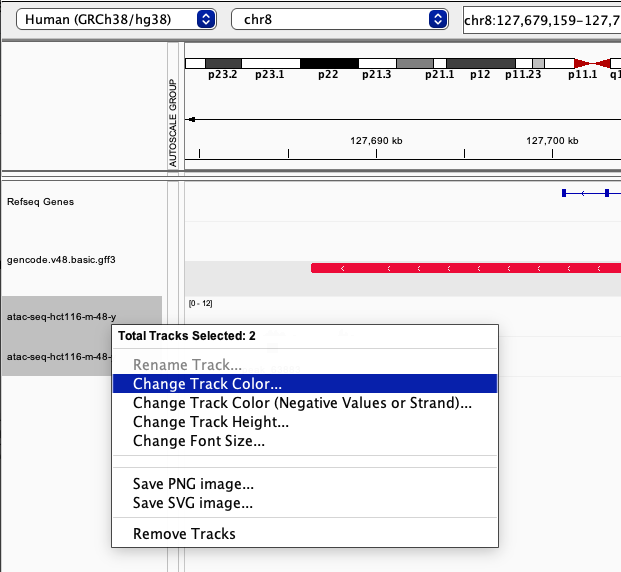 Human (GRCh38/hg38) chr8 chr8:127,679,159-127,7
p23.2 p23.1 p22 p21.3 p21.1 p12 p11.23 p11.1 q1
AUTOSCALE GROUP
127,690 kb 127,700 kb
Refseq Genes
gencode.v48.basic.gff3
[0 - 12]
atac-seq-hct116-m-48-y
atac-seq-hct116-m-48-
Total Tracks Selected: 2
Rename Track...
Change Track Color...
Change Track Color (Negative Values or Strand)...
Change Track Height...
Change Font Size...
Save PNG image...
Save SVG image...
Remove Tracks